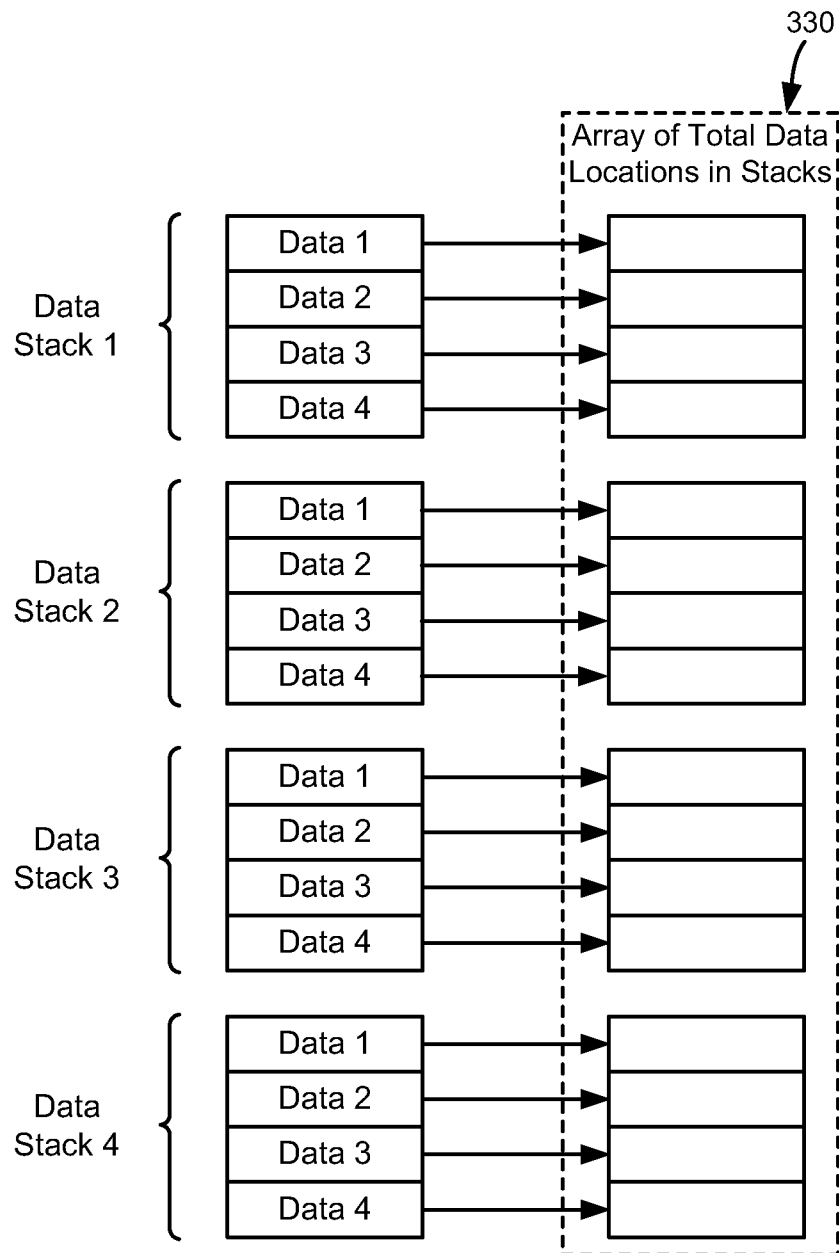 330
Array of Total Data
Locations in Stacks
Data
Stack 1
Data 1
Data 2
Data 3
Data 4
Data
Stack 2
Data 1
Data 2
Data 3
Data 4
Data
Stack 3
Data 1
Data 2
Data 3
Data 4
Data
Stack 4
Data 1
Data 2
Data 3
Data 4